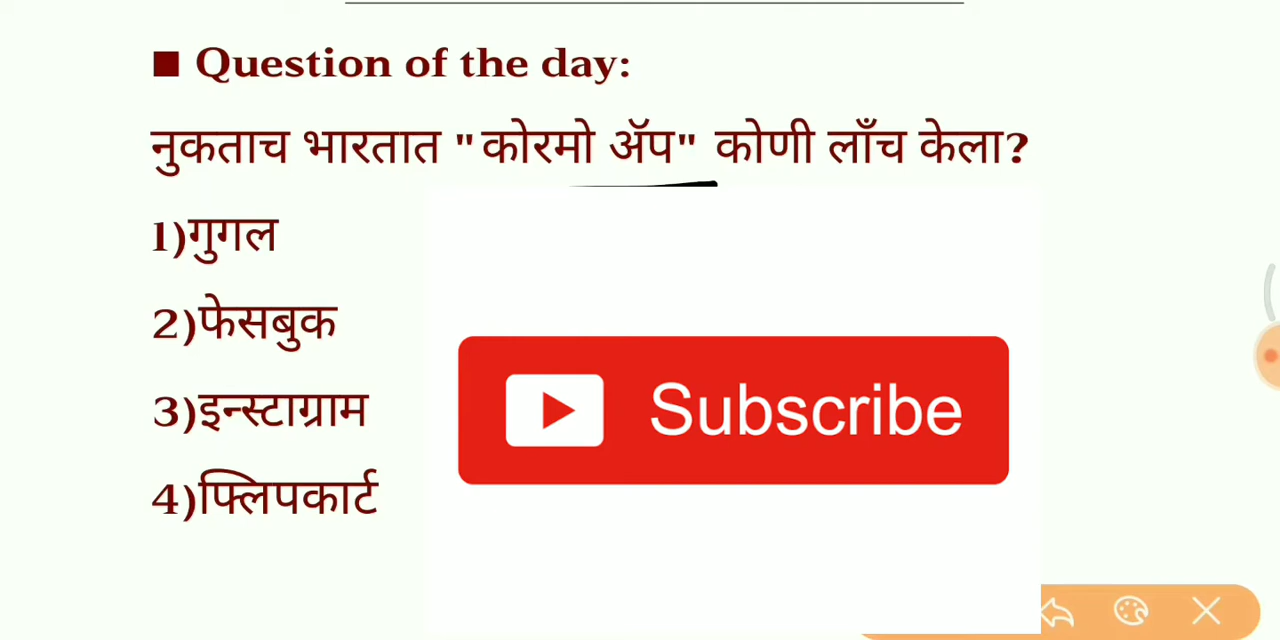 ■ Question of the day:
नुकताच भारतात "कोरमो ॲप" कोणी लाँच केला?
1)गुगल
2)फेसबुक
3)इन्स्टाग्राम
4)फ्लिपकार्ट
Subscribe